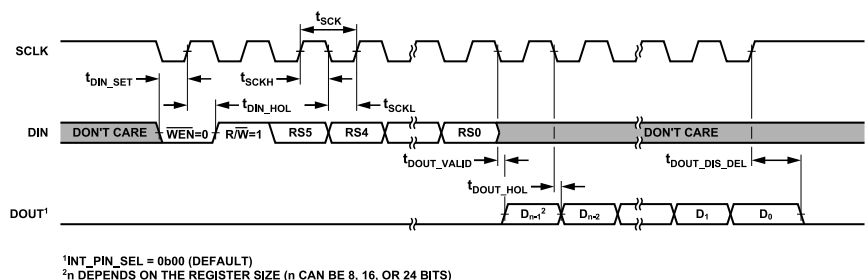 tSCK
SCLK
tDIN_SET
tSCKH
tDIN_HOL
tSCKL
DIN
DON'T CARE
WEN=0
R/W=1
RS5
RS4
RS0
DON'T CARE
tDOUT_VALID
tDOUT_DIS_DEL
tDOUT_HOL
DOUT¹
Dn-1²
Dn-2
D1
D0
¹INT_PIN_SEL = 0b00 (DEFAULT)
²n DEPENDS ON THE REGISTER SIZE (n CAN BE 8, 16, OR 24 BITS)